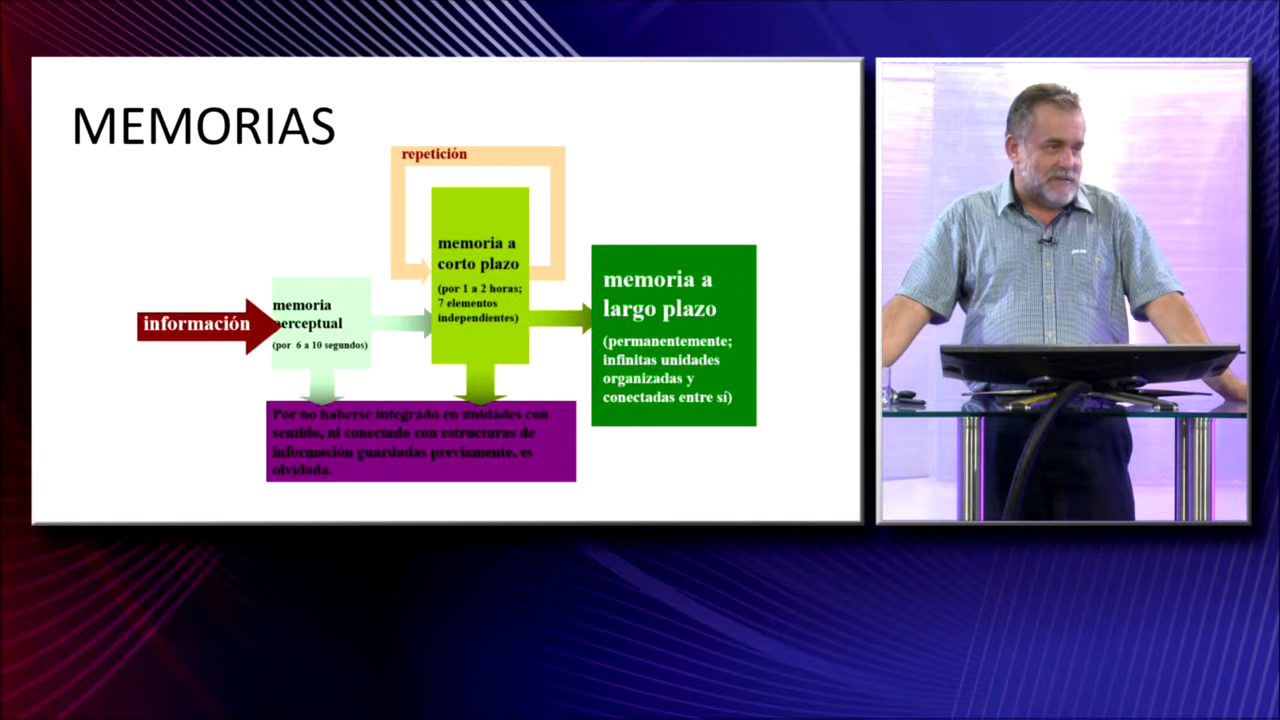 MEMORIAS
repetición
memoria a
corto plazo
(por 1 a 2 horas;
7 elementos
independientes)
memoria a
largo plazo
(permanentemente;
infinitas unidades
organizadas y
conectadas entre sí)
información
memoria
perceptual
(por 6 a 10 segundos)
Por no haberse integrado en unidades con
sentido, ni conectado con estructuras de
información guardadas previamente, es
olvidada.